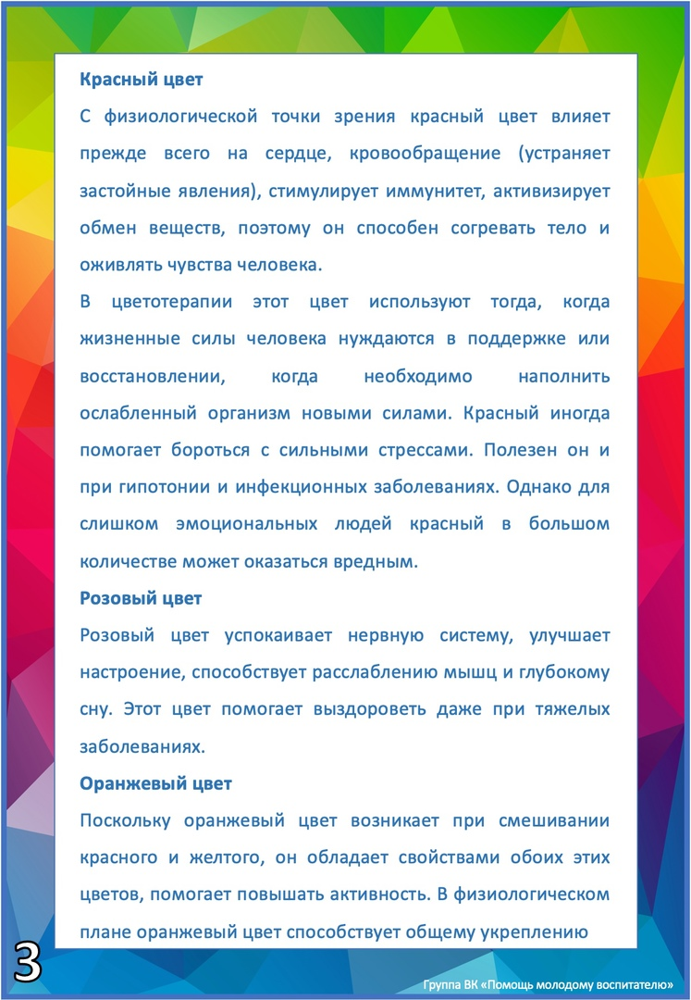 Красный цвет
С физиологической точки зрения красный цвет влияет
прежде всего на сердце, кровообращение (устраняет
застойные явления), стимулирует иммунитет, активизирует
обмен веществ, поэтому он способен согревать тело и
оживлять чувства человека.
В цветотерапии этот цвет используют тогда, когда
жизненные силы человека нуждаются в поддержке или
восстановлении, когда необходимо наполнить
ослабленный организм новыми силами. Красный иногда
помогает бороться с сильными стрессами. Полезен он и
при гипотонии и инфекционных заболеваниях. Однако для
слишком эмоциональных людей красный в большом
количестве может оказаться вредным.
Розовый цвет
Розовый цвет успокаивает нервную систему, улучшает
настроение, способствует расслаблению мышц и глубокому
сну. Этот цвет помогает выздороветь даже при тяжелых
заболеваниях.
Оранжевый цвет
Поскольку оранжевый цвет возникает при смешивании
красного и желтого, он обладает свойствами обоих этих
цветов, помогает повышать активность. В физиологическом
плане оранжевый цвет способствует общему укреплению
3
Группа ВК «Помощь молодому воспитателю»